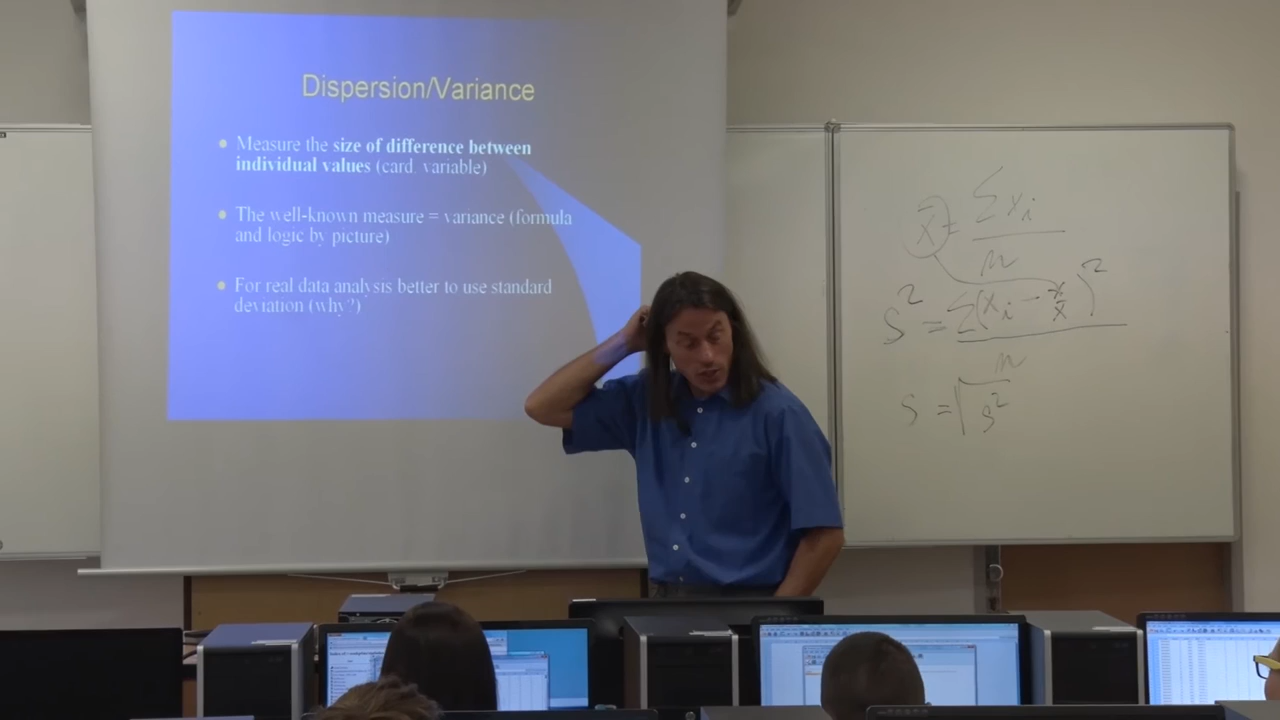 Dispersion/Variance
• Measure the size of difference between
individual values (card. variable)
• The well-known measure = variance (formula
and logic by picture)
• For real data analysis better to use standard
deviation (why?)
x̄ = Σxi
n
s² = Σ(xi - x̄)²
n
s = √s²